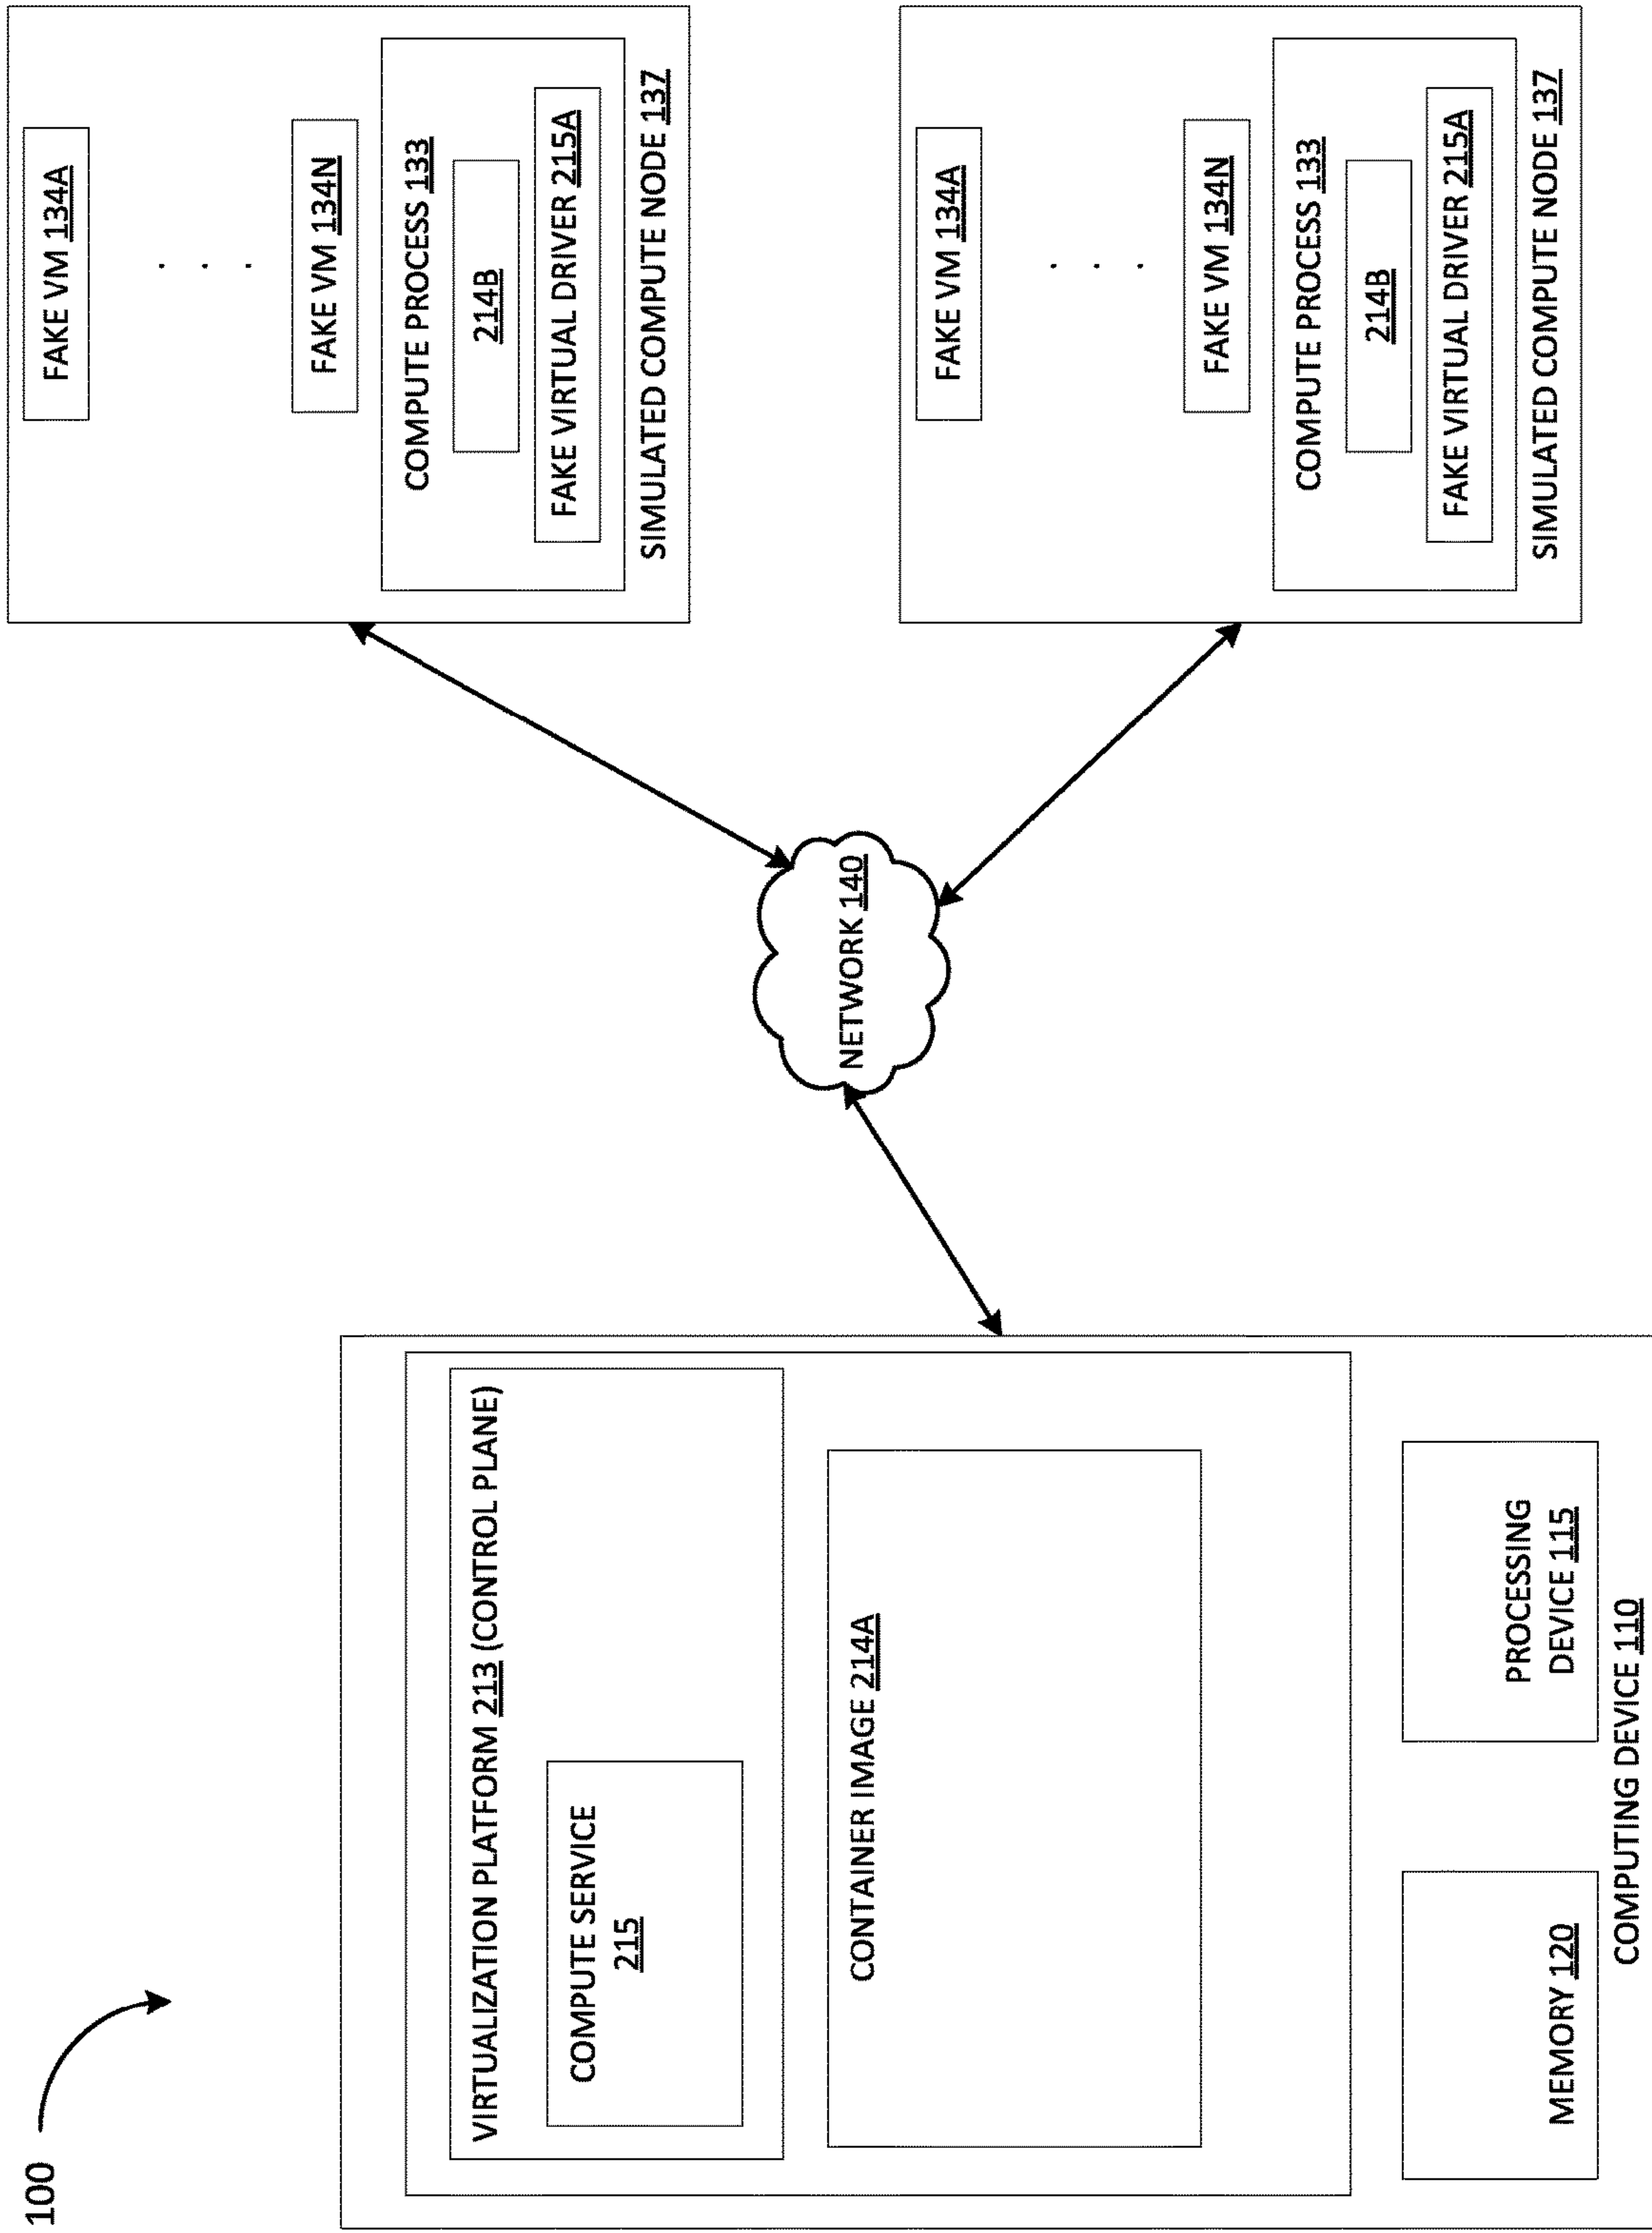 100
VIRTUALIZATION PLATFORM 213 (CONTROL PLANE)
COMPUTE SERVICE
215
CONTAINER IMAGE 214A
MEMORY 120
PROCESSING
DEVICE 115
COMPUTING DEVICE 110
NETWORK 140
FAKE VM 134A
. . .
FAKE VM 134N
COMPUTE PROCESS 133
214B
FAKE VIRTUAL DRIVER 215A
SIMULATED COMPUTE NODE 137
FAKE VM 134A
. . .
FAKE VM 134N
COMPUTE PROCESS 133
214B
FAKE VIRTUAL DRIVER 215A
SIMULATED COMPUTE NODE 137